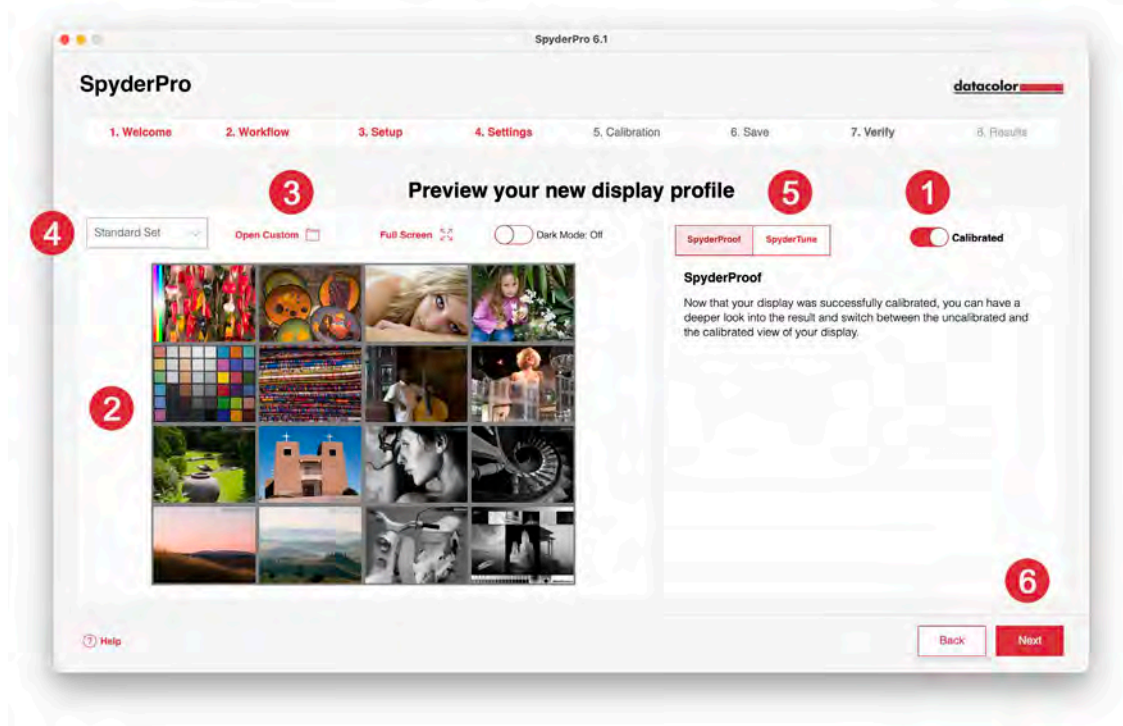 SpyderPro 6.1
SpyderPro
datacolor
1. Welcome
2. Workflow
3. Setup
4. Settings
5. Calibration
6. Save
7. Verify
8. Results
3
Preview your new display profile
5
1
4
Standard Set
Open Custom
Full Screen
Dark Mode: Off
SpyderProof
SpyderTune
Calibrated
SpyderProof
Now that your display was successfully calibrated, you can have a
deeper look into the result and switch between the uncalibrated and
the calibrated view of your display.
2
6
? Help
Back
Next